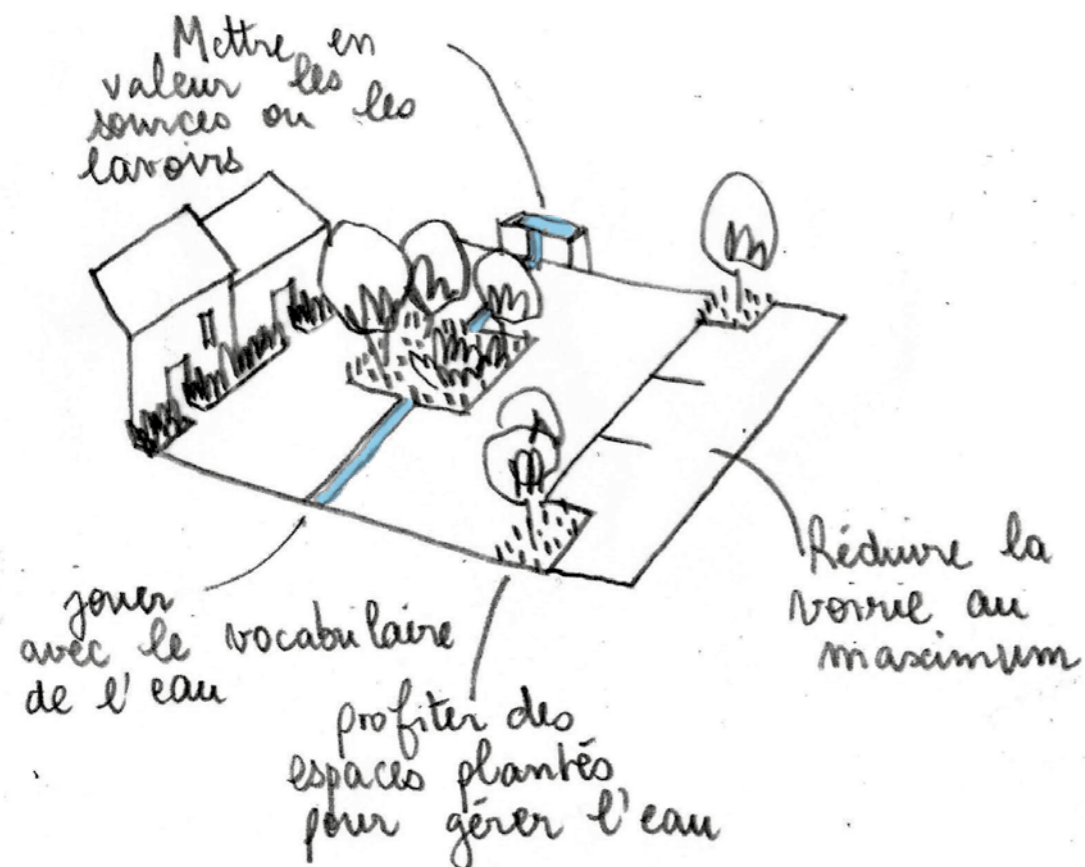 Mettre en
valeur les
sources ou les
lavoirs
jouer
avec le vocabulaire
de l'eau
profiter des
espaces plantés
pour gérer l'eau
Réduire la
voirie au
maximum